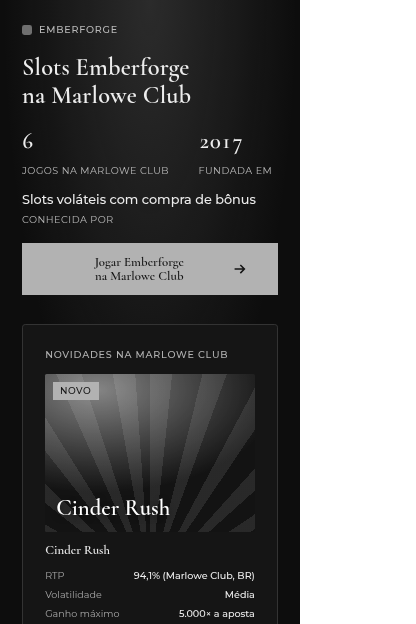 EMBERFORGE
Slots Emberforge
na Marlowe Club
6
JOGOS NA MARLOWE CLUB
2017
FUNDADA EM
Slots voláteis com compra de bônus
CONHECIDA POR
Jogar Emberforge
na Marlowe Club
→
NOVIDADES NA MARLOWE CLUB
NOVO
Cinder Rush
Cinder Rush
RTP 94,1% (Marlowe Club, BR)
Volatilidade Média
Ganho máximo 5.000× a aposta